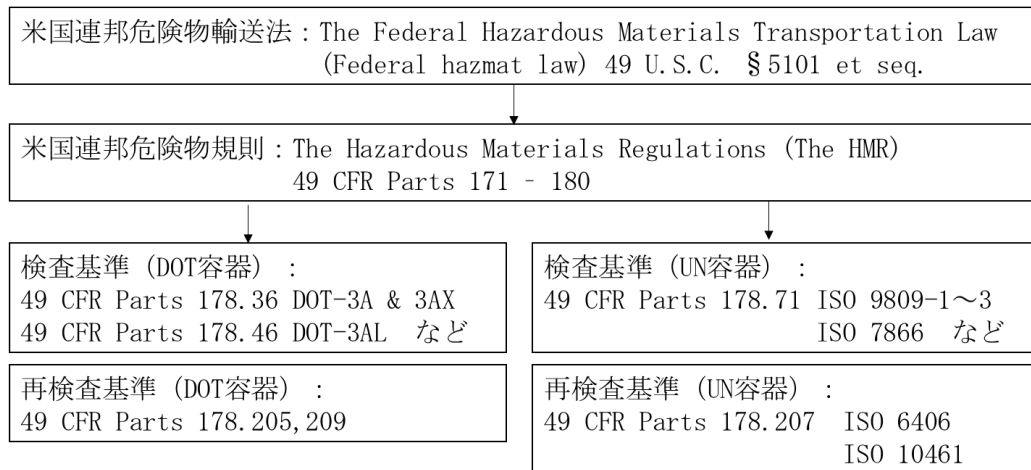 米国連邦危険物輸送法：The Federal Hazardous Materials Transportation Law
(Federal hazmat law) 49 U.S.C. §5101 et seq.
米国連邦危険物規則：The Hazardous Materials Regulations (The HMR)
49 CFR Parts 171 – 180
検査基準 (DOT容器) ：
49 CFR Parts 178.36 DOT-3A & 3AX
49 CFR Parts 178.46 DOT-3AL など
検査基準 (UN容器) ：
49 CFR Parts 178.71 ISO 9809-1～3
ISO 7866 など
再検査基準 (DOT容器) ：
49 CFR Parts 178.205,209
再検査基準 (UN容器) ：
49 CFR Parts 178.207 ISO 6406
ISO 10461